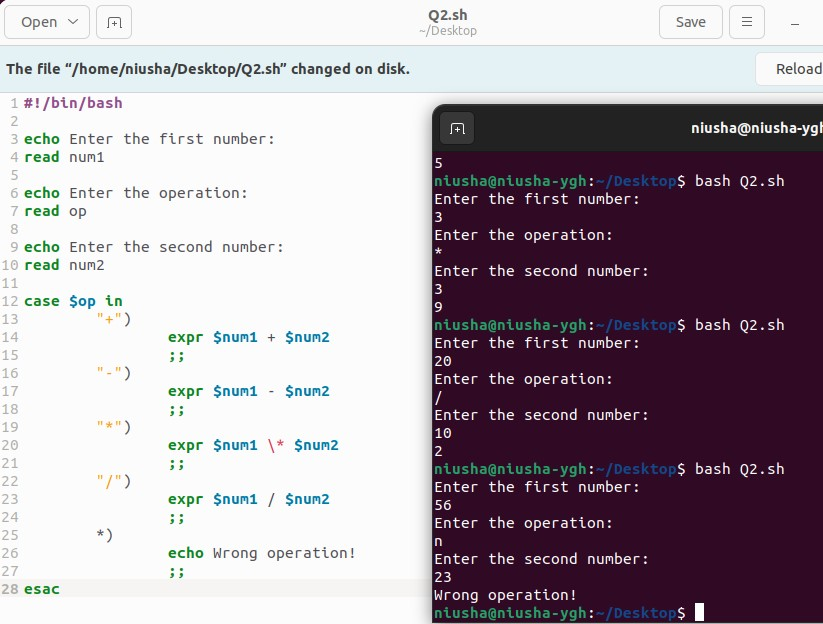 Open
Q2.sh
~/Desktop
Save
The file “/home/niusha/Desktop/Q2.sh” changed on disk.
Reload
1 #!/bin/bash
2
3 echo Enter the first number:
4 read num1
5
6 echo Enter the operation:
7 read op
8
9 echo Enter the second number:
10 read num2
11
12 case $op in
13 "+")
14 expr $num1 + $num2
15 ;;
16 "-")
17 expr $num1 - $num2
18 ;;
19 "*")
20 expr $num1 \* $num2
21 ;;
22 "/")
23 expr $num1 / $num2
24 ;;
25 *)
26 echo Wrong operation!
27 ;;
28 esac
niusha@niusha-ygh
5
niusha@niusha-ygh:~/Desktop$ bash Q2.sh
Enter the first number:
3
Enter the operation:
*
Enter the second number:
3
9
niusha@niusha-ygh:~/Desktop$ bash Q2.sh
Enter the first number:
20
Enter the operation:
/
Enter the second number:
10
2
niusha@niusha-ygh:~/Desktop$ bash Q2.sh
Enter the first number:
56
Enter the operation:
n
Enter the second number:
23
Wrong operation!
niusha@niusha-ygh:~/Desktop$